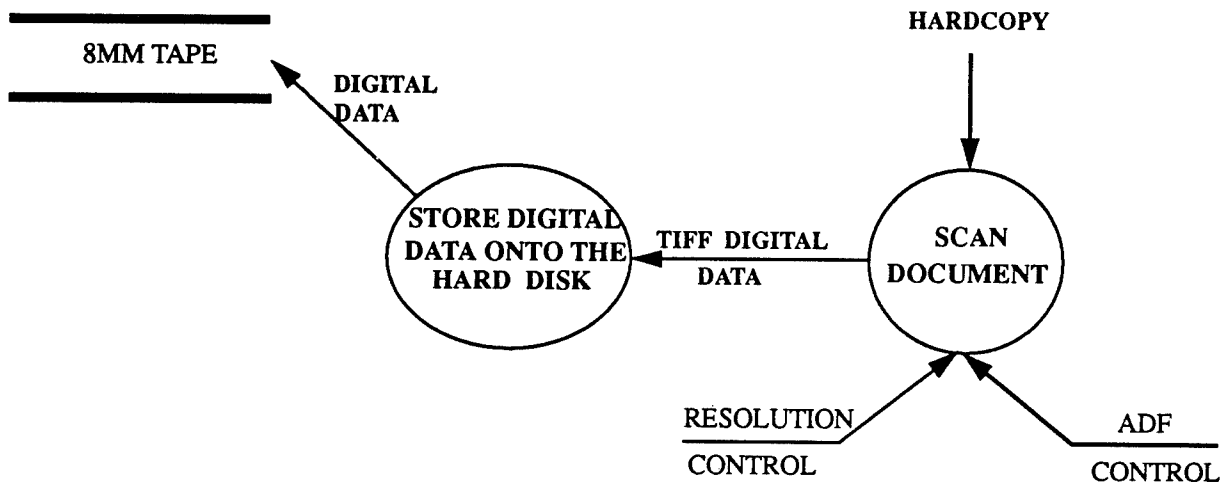 HARDCOPY
8MM TAPE
DIGITAL
DATA
STORE DIGITAL
DATA ONTO THE
HARD DISK
TIFF DIGITAL
DATA
SCAN
DOCUMENT
RESOLUTION
CONTROL
ADF
CONTROL